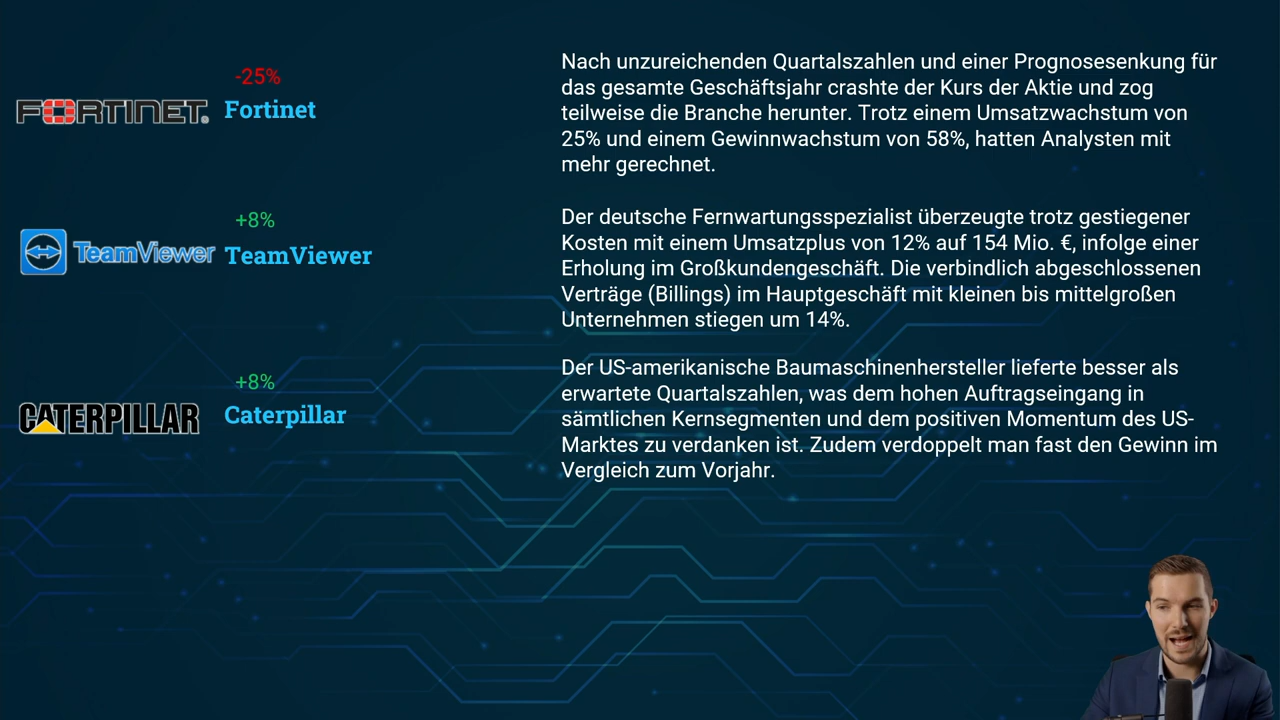 -25%
FORTINET.
Fortinet
Nach unzureichenden Quartalszahlen und einer Prognosesenkung für
das gesamte Geschäftsjahr crashte der Kurs der Aktie und zog
teilweise die Branche herunter. Trotz einem Umsatzwachstum von
25% und einem Gewinnwachstum von 58%, hatten Analysten mit
mehr gerechnet.
+8%
TeamViewer
TeamViewer
Der deutsche Fernwartungsspezialist überzeugte trotz gestiegener
Kosten mit einem Umsatzplus von 12% auf 154 Mio. €, infolge einer
Erholung im Großkundengeschäft. Die verbindlich abgeschlossenen
Verträge (Billings) im Hauptgeschäft mit kleinen bis mittelgroßen
Unternehmen stiegen um 14%.
+8%
CATERPILLAR
Caterpillar
Der US-amerikanische Baumaschinenhersteller lieferte besser als
erwartete Quartalszahlen, was dem hohen Auftragseingang in
sämtlichen Kernsegmenten und dem positiven Momentum des US-
Marktes zu verdanken ist. Zudem verdoppelt man fast den Gewinn im
Vergleich zum Vorjahr.